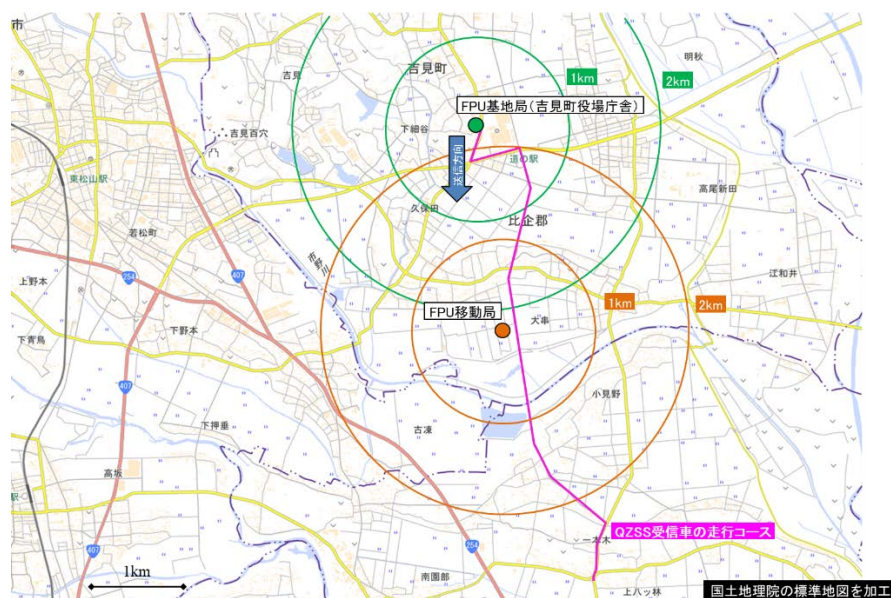 市
明秋
吉見
吉見町
1km
2km
FPU基地局(吉見町役場庁舎)
吉見百穴
下細谷
送信方向
道の駅
東松山駅
高尾新田
久保田
比企郡
若松町
市野川
254
407
上野本
江和井
1km
2km
FPU移動局
大串
下青鳥
下野本
407
小見野
下押垂
古凍
高坂
駅
QZSS受信車の走行コース
一本木
407
254
1km
南園部
上八ッ林
国土地理院の標準地図を加工